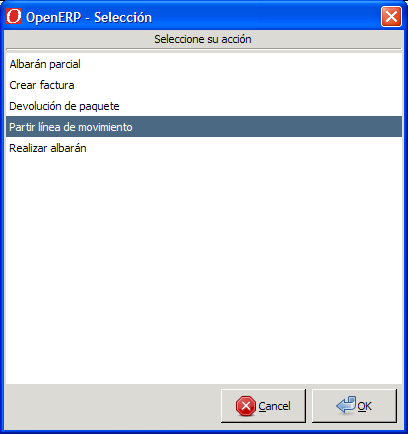 OpenERP - Selección
Seleccione su acción
Albarán parcial
Crear factura
Devolución de paquete
Partir línea de movimiento
Realizar albarán
Cancel
OK